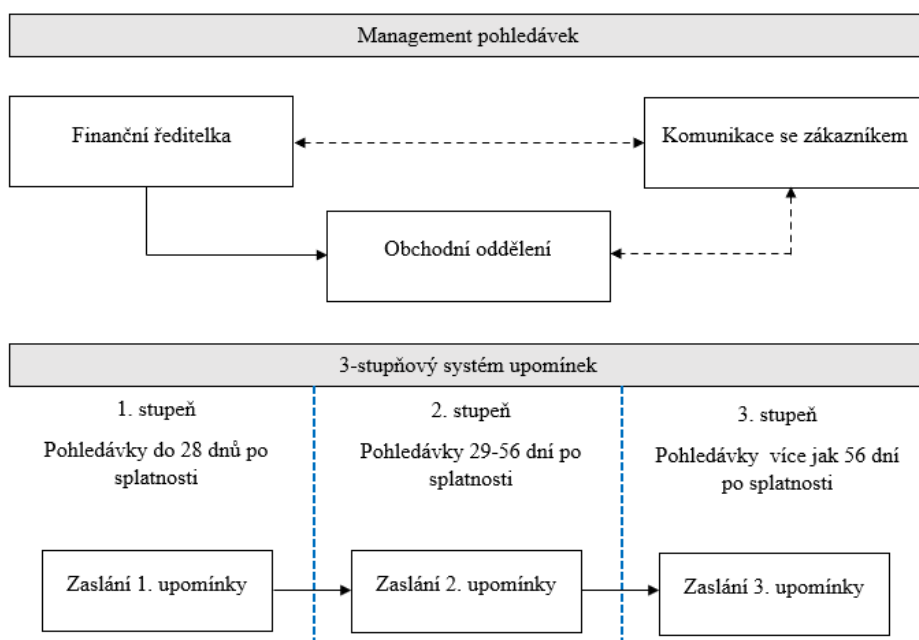 Management pohledávek
Finanční ředitelka
Komunikace se zákazníkem
Obchodní oddělení
3-stupňový systém upomínek
1. stupeň
Pohledávky do 28 dnů po
splatnosti
2. stupeň
Pohledávky 29-56 dní po
splatnosti
3. stupeň
Pohledávky více jak 56 dní
po splatnosti
Zaslání 1. upomínky
Zaslání 2. upomínky
Zaslání 3. upomínky